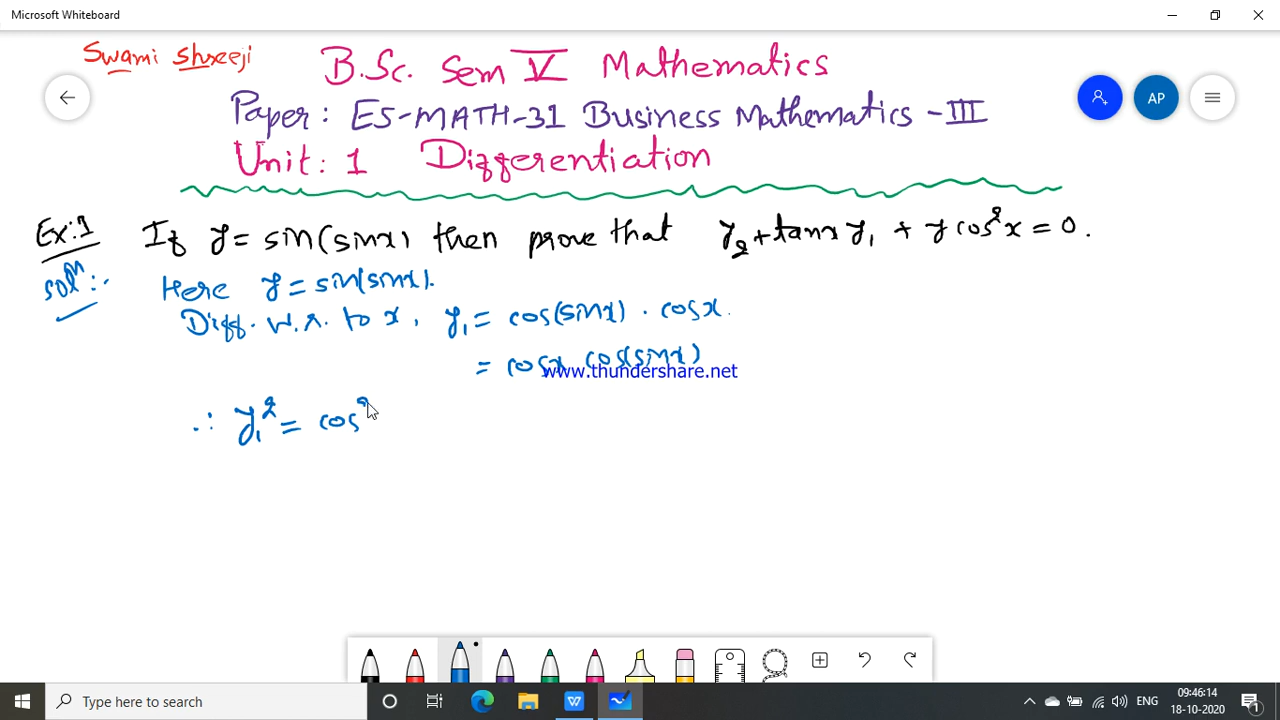 Microsoft Whiteboard
Swami Shreeji
B.Sc. Sem V Mathematics
AP
Paper: ES-MATH-31 Business Mathematics - III
Unit: 1 Differentiation
Ex:1 If y = sin(sinx) then prove that y₂ + tanx y₁ + y cos²x = 0.
solⁿ:- Here y = sin(sinx).
Diff. w.r. to x, y₁ = cos(sinx) · cosx.
= cosx cos(sinx)
www.thundershare.net
∴ y₁² = cos²
Type here to search
ENG
09:46:14
18-10-2020
1